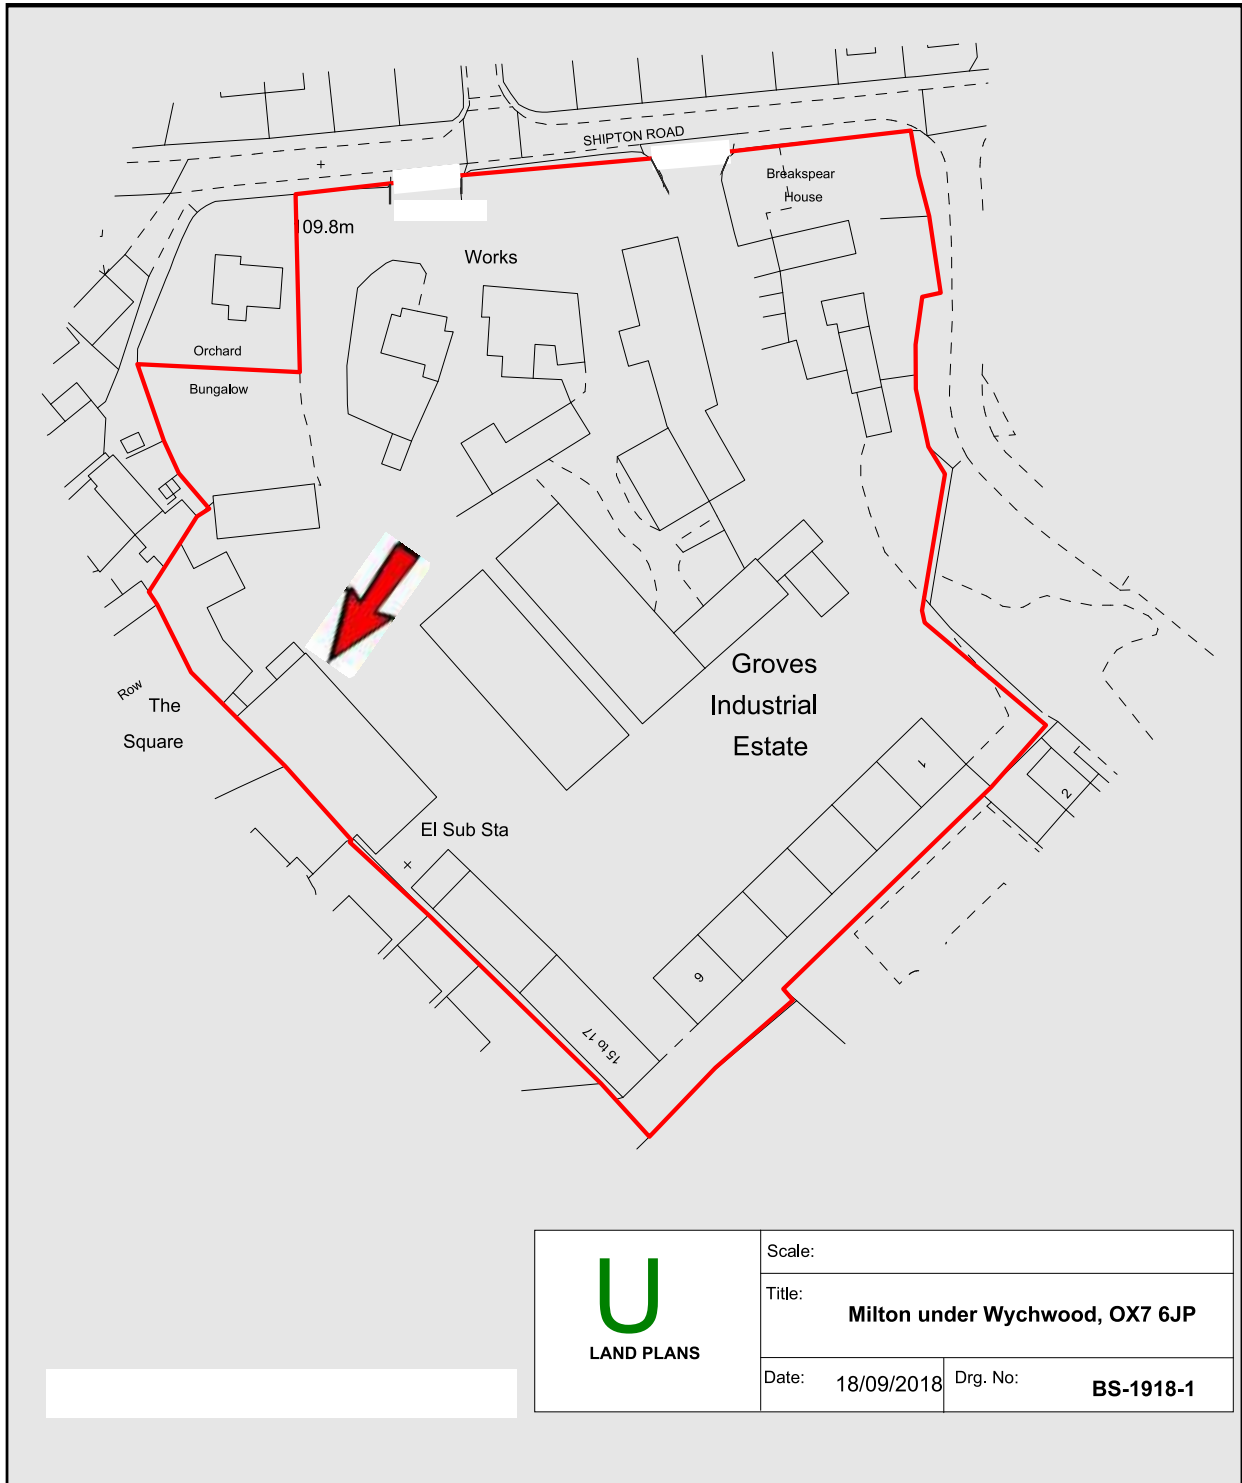 SHIPTON ROAD
Breakspear
House
109.8m
Works
Orchard
Bungalow
Row
The
Square
Groves
Industrial
Estate
1
2
El Sub Sta
6
15 to 17
U
LAND PLANS
Scale:
Title:
Milton under Wychwood, OX7 6JP
Date: 18/09/2018
Drg. No: BS-1918-1